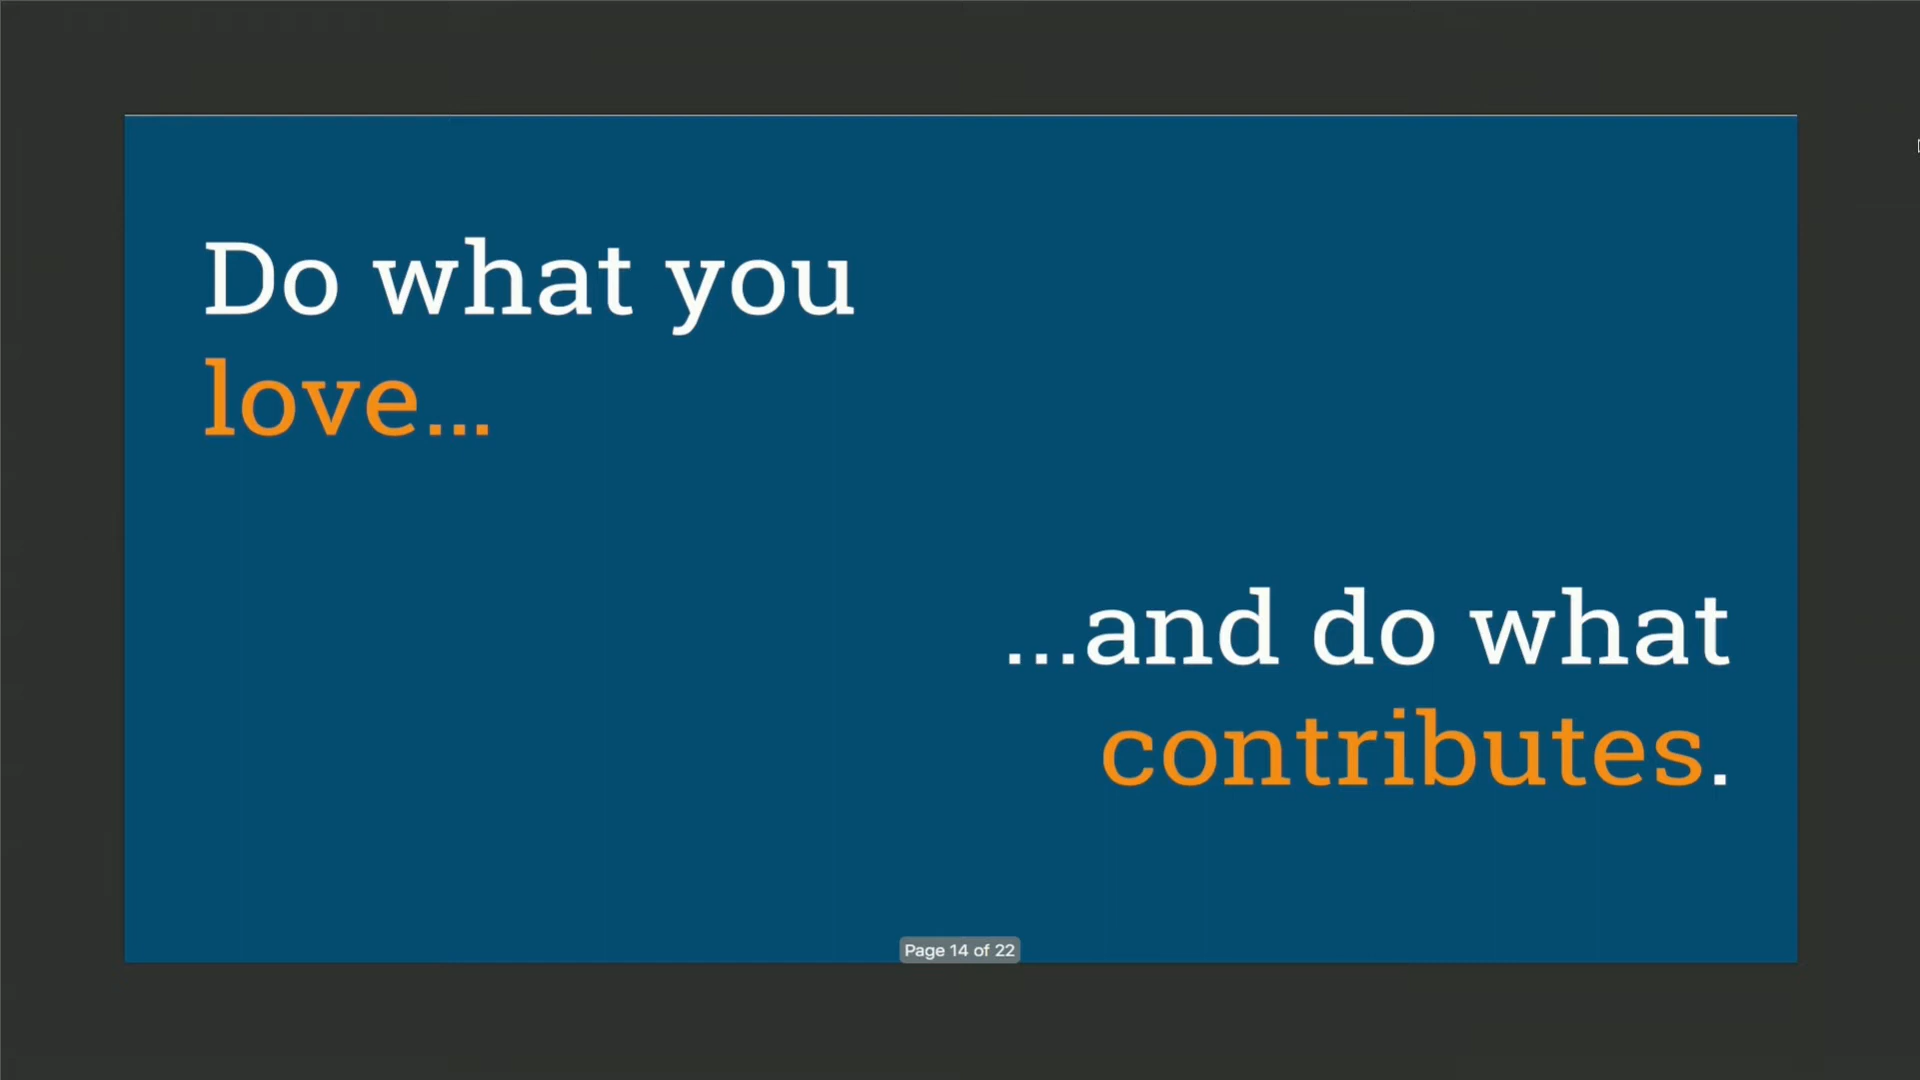 Do what you
love...
...and do what
contributes.
Page 14 of 22